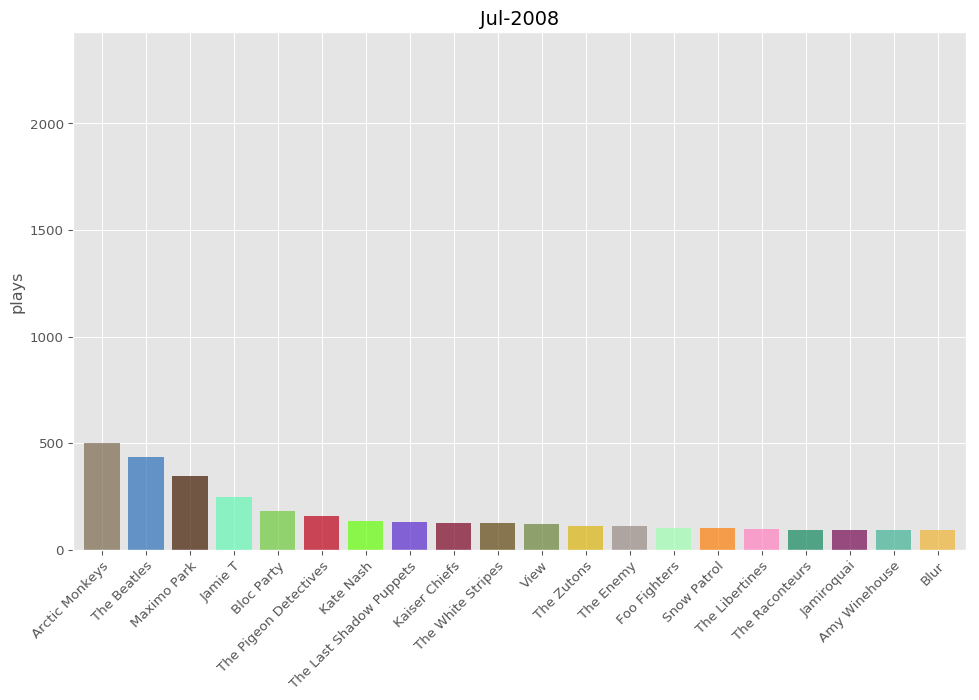 Jul-2008
plays
2000
1500
1000
500
0
Arctic Monkeys
The Beatles
Maximo Park
Jamie T
Bloc Party
The Pigeon Detectives
Kate Nash
The Last Shadow Puppets
Kaiser Chiefs
The White Stripes
View
The Zutons
The Enemy
Foo Fighters
Snow Patrol
The Libertines
The Raconteurs
Jamiroquai
Amy Winehouse
Blur